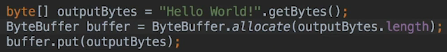 byte[] outputBytes = "Hello World!".getBytes();
ByteBuffer buffer = ByteBuffer.allocate(outputBytes.length);
buffer.put(outputBytes);